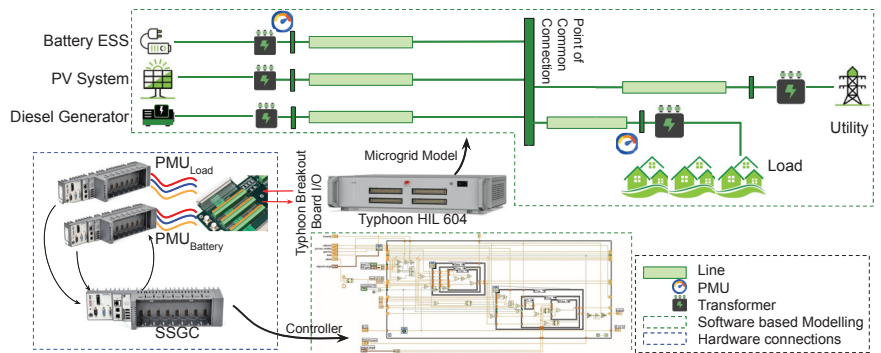 Battery ESS
PV System
Diesel Generator
Point of
Common
Connection
Utility
Load
Microgrid Model
PMU Load
PMU Battery
Typhoon Breakout
Board I/O
Typhoon HIL 604
SSGC
Controller
Line
PMU
Transformer
Software based Modelling
Hardware connections